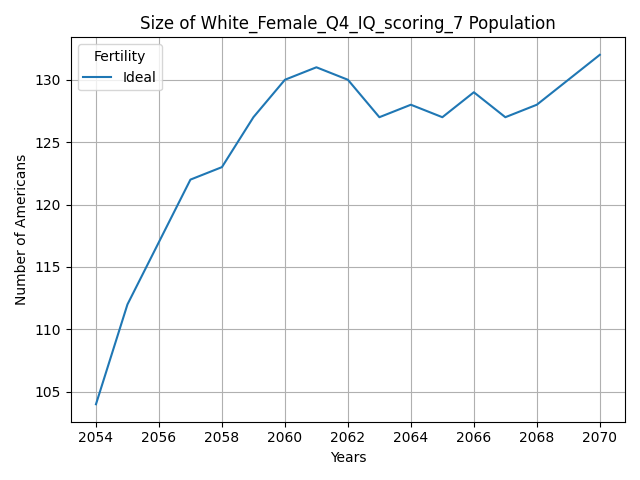 Size of White_Female_Q4_IQ_scoring_7 Population
Fertility
Ideal
Number of Americans
130
125
120
115
110
105
2054 2056 2058 2060 2062 2064 2066 2068 2070
Years